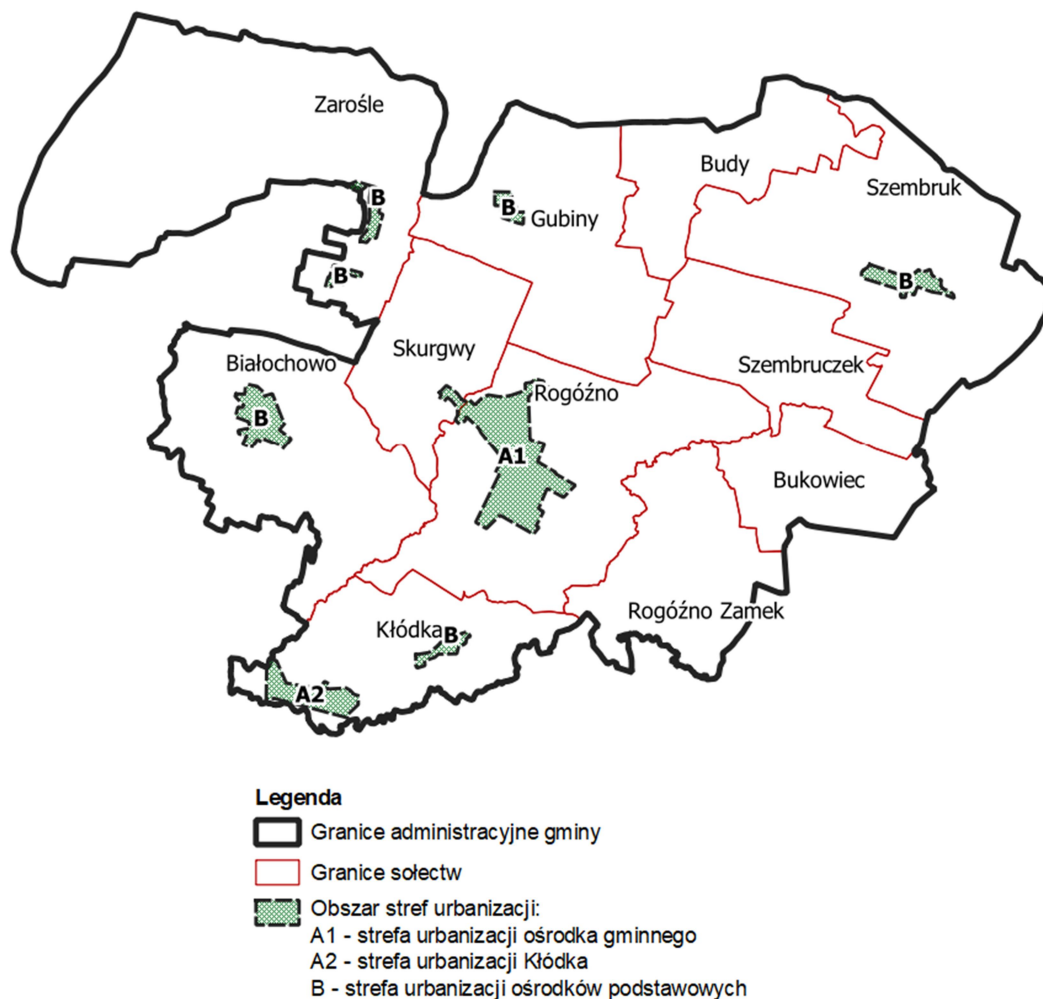 Zarośle
Budy
Szembruk
B
B
Gubiny
B
B
Skurgwy
Białochowo
Szembruczek
Rogóźno
B
A1
Bukowiec
Rogóźno Zamek
Kłódka
B
A2
Legenda
Granice administracyjne gminy
Granice sołectw
Obszar stref urbanizacji:
A1 - strefa urbanizacji ośrodka gminnego
A2 - strefa urbanizacji Kłódka
B - strefa urbanizacji ośrodków podstawowych